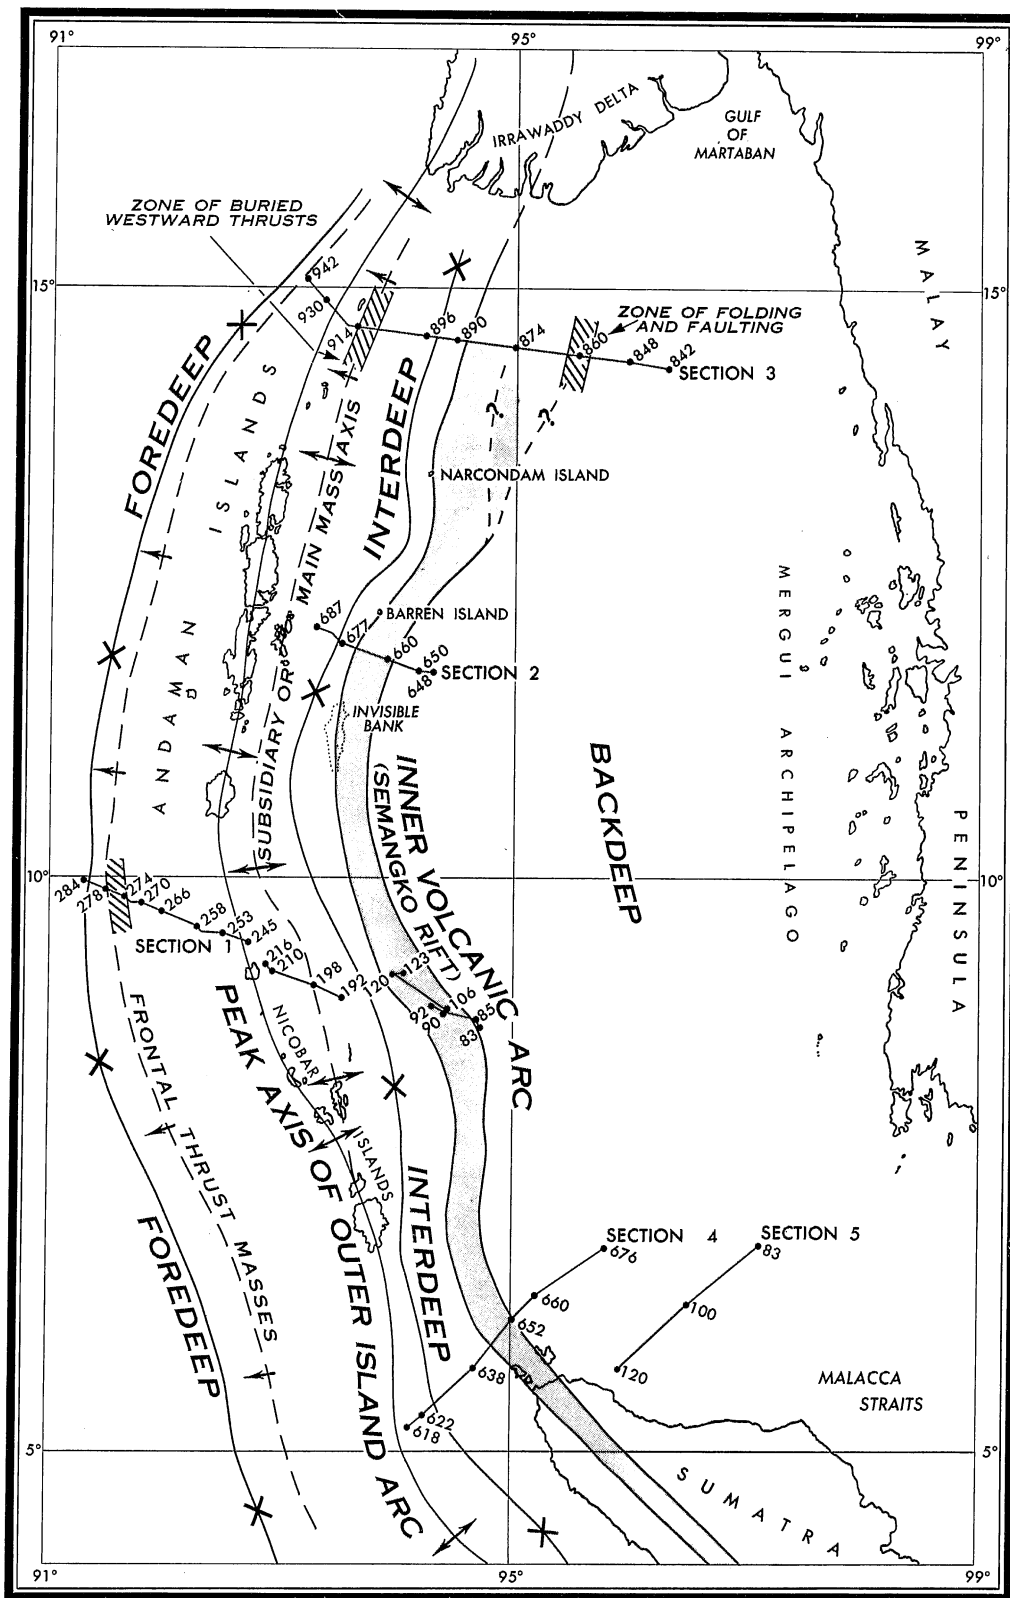 91°
95°
99°
IRRAWADDY DELTA
GULF
OF
MARTABAN
ZONE OF BURIED
WESTWARD THRUSTS
MALAY
942
15°
15°
930
914
896
890
874
860
848
842
ZONE OF FOLDING
AND FAULTING
SECTION 3
FOREDEEP
ANDAMAN ISLANDS
INTERDEEP
?
?
NARCONDAM ISLAND
SUBSIDIARY OR MAIN MASS AXIS
BARREN ISLAND
687
677
660
650
648
SECTION 2
INVISIBLE
BANK
MERGUI ARCHIPELAGO
BACKDEEP
INNER VOLCANIC ARC
(SEMANGKO RIFT)
PENINSULA
10°
10°
284
278
274
270
266
258
253
245
SECTION 1
216
210
198
192
120
123
92
90
106
85
83
NICOBAR ISLANDS
PEAK AXIS OF OUTER ISLAND ARC
FRONTAL THRUST MASSES
FOREDEEP
INTERDEEP
SECTION 4
676
660
652
638
622
618
SECTION 5
83
100
120
MALACCA
STRAITS
5°
5°
SUMATRA
91°
95°
99°